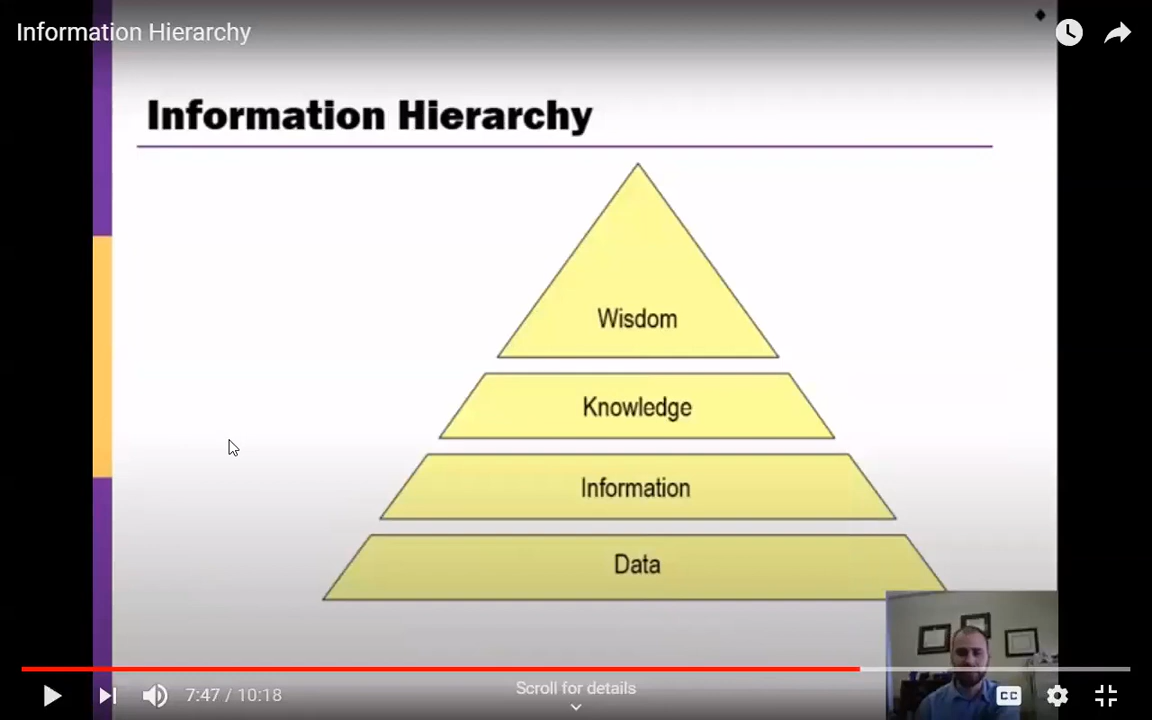 Information Hierarchy
Information Hierarchy
Wisdom
Knowledge
Information
Data
7:47 / 10:18
Scroll for details
CC